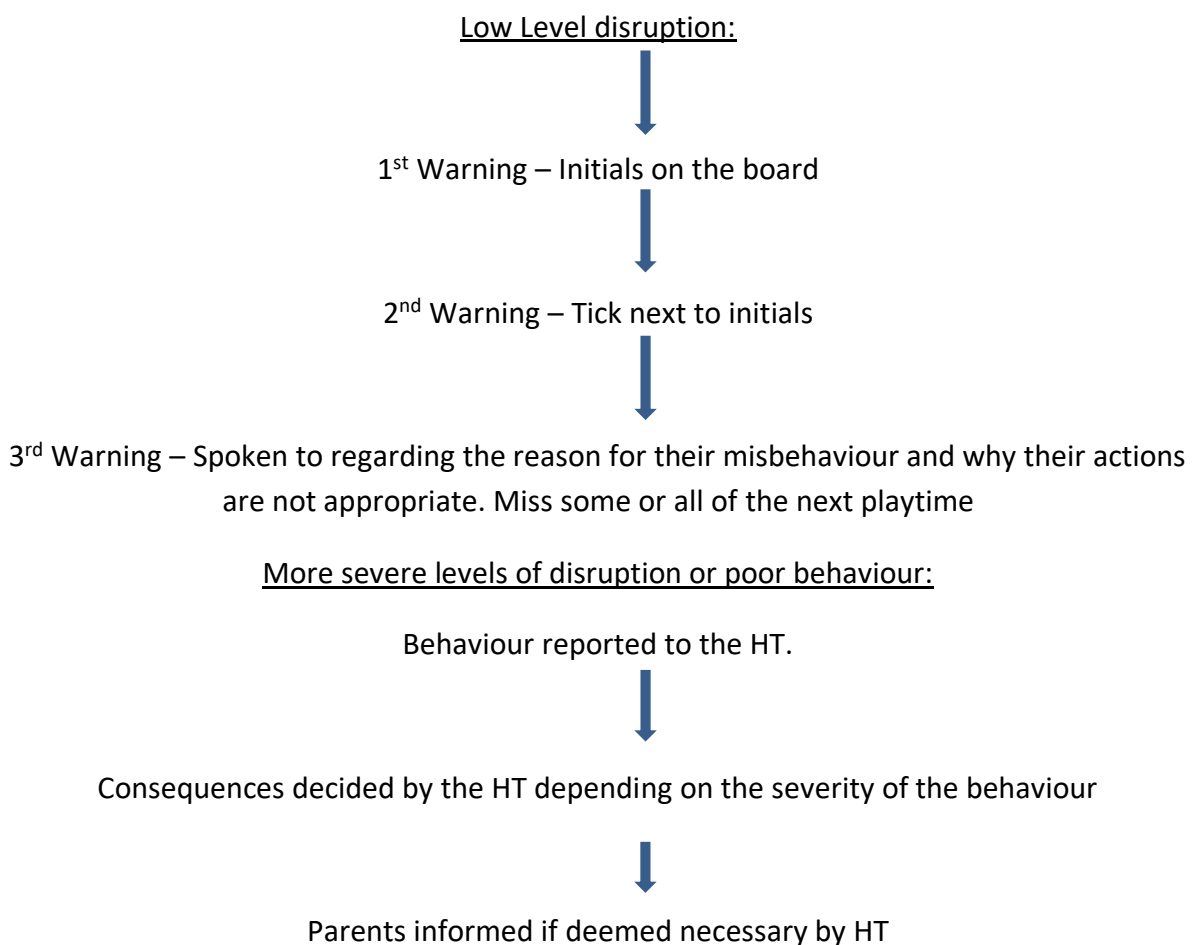 Low Level disruption:
1st Warning – Initials on the board
2nd Warning – Tick next to initials
3rd Warning – Spoken to regarding the reason for their misbehaviour and why their actions
are not appropriate. Miss some or all of the next playtime
More severe levels of disruption or poor behaviour:
Behaviour reported to the HT.
Consequences decided by the HT depending on the severity of the behaviour
Parents informed if deemed necessary by HT